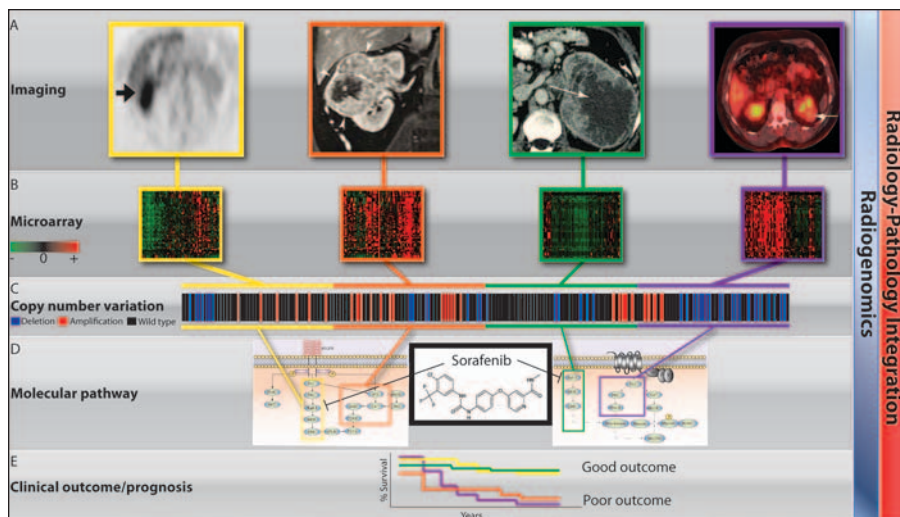 A
Imaging
B
Microarray
- 0 +
C
Copy number variation
Deletion Amplification Wild type
D
Sorafenib
Molecular pathway
E
Clinical outcome/prognosis
% Survival
Years
Good outcome
Poor outcome
Radiogenomics
Radiology-Pathology Integration